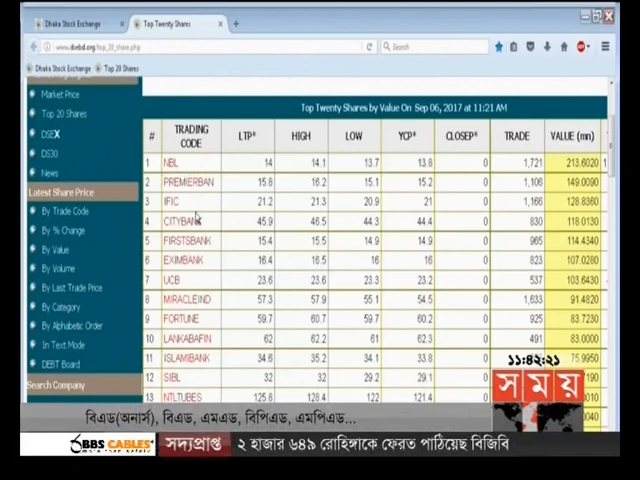 Dhaka Stock Exchange × Top Twenty Shares × +
www.dsebd.org/top_20_share.php Search
Dhaka Stock Exchange Top 20 Shares
Market Price
Top 20 Shares
DSEX
DS30
News
Latest Share Price
By Trade Code
By % Change
By Value
By Volume
By Last Trade Price
By Category
By Alphabetic Order
In Text Mode
DEBT Board
Search Company
Top Twenty Shares by Value On Sep 06, 2017 at 11:21 AM
# TRADING CODE LTP* HIGH LOW YCP* CLOSEP* TRADE VALUE (mn)
1 NBL 14 14.1 13.7 13.8 0 1,721 213.6020
2 PREMIERBAN 15.8 16.2 15.1 15.2 0 1,106 149.0090
3 IFIC 21.2 21.3 20.9 21 0 1,166 128.8360
4 CITYBANK 45.9 46.5 44.3 44.4 0 830 118.0130
5 FIRSTSBANK 15.4 15.5 14.9 14.9 0 965 114.4340
6 EXIMBANK 16.4 16.5 16 16 0 823 107.0280
7 UCB 23.6 23.6 23.2 23.2 0 537 103.6430
8 MIRACLEIND 57.3 57.9 55.1 54.5 0 1,633 91.4820
9 FORTUNE 59.7 60.7 59.7 60.2 0 925 83.7230
10 LANKABAFIN 62 62.2 61 62.3 0 491 83.0000
11 ISLAMIBANK 34.6 35.2 34.1 33.8 0 75.9950
12 SIBL 32 32 29.2 29.1 0
13 NTLTUBES 125.8 128.4 122 121.4 0
১১:৪২:২১
সময়
বিএড(অনার্স), বিএড, এমএড, বিপিএড, এমপিএড...
BBS CABLES সদ্যপ্রাপ্ত ২ হাজার ৬৪৯ রোহিঙ্গাকে ফেরত পাঠিয়েছে বিজিবি